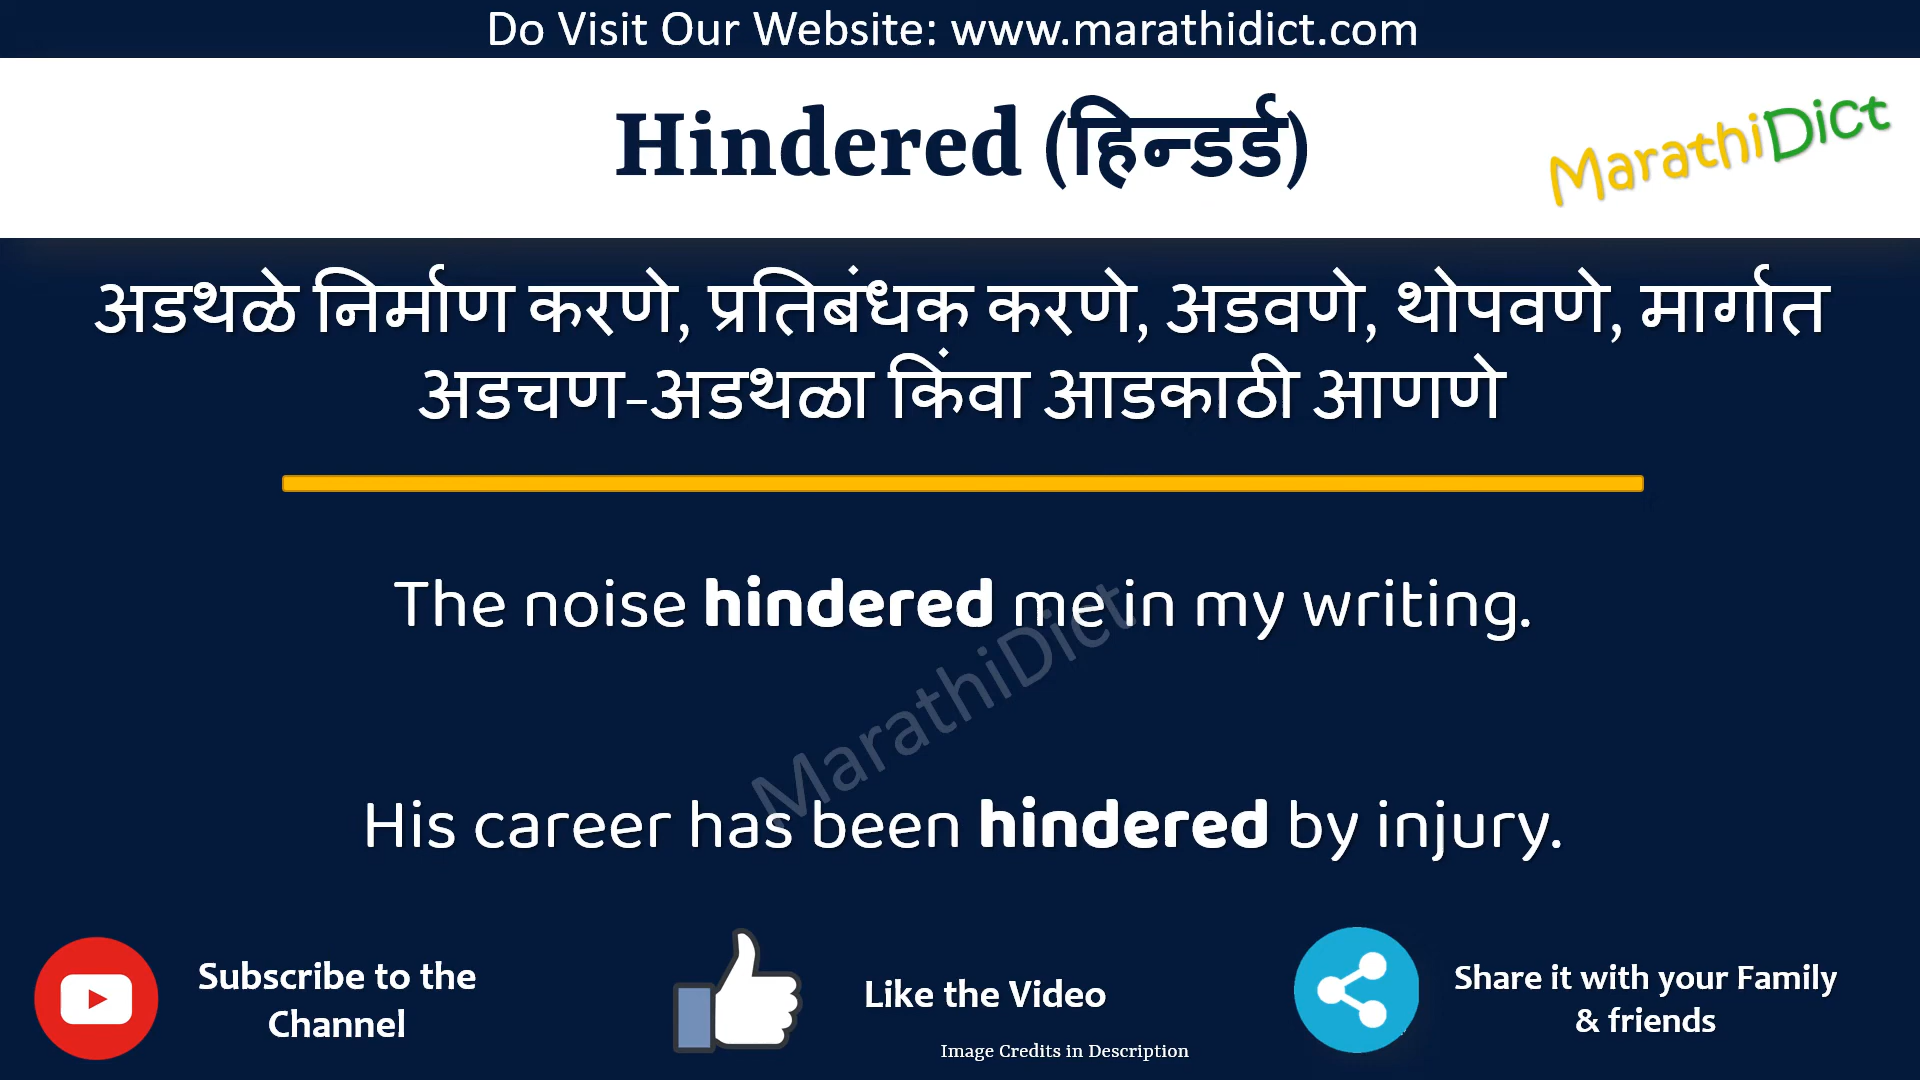 Do Visit Our Website: www.marathidict.com
Hindered (हिन्डर्ड)
MarathiDict
अडथळे निर्माण करणे, प्रतिबंधक करणे, अडवणे, थोपवणे, मार्गात
अडचण-अडथळा किंवा आडकाठी आणणे
The noise hindered me in my writing.
MarathiDict
His career has been hindered by injury.
Subscribe to the
Channel
Like the Video
Share it with your Family
& friends
Image Credits in Description